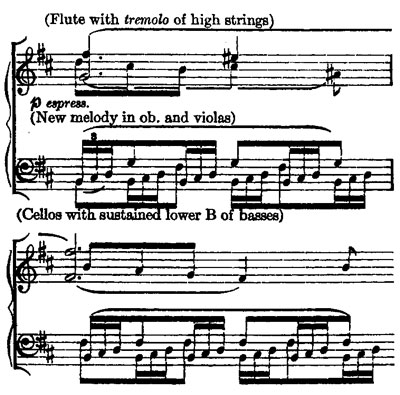 (Flute with tremolo of high strings)
p espress.
(New melody in ob. and violas)
3
(Cellos with sustained lower B of basses)